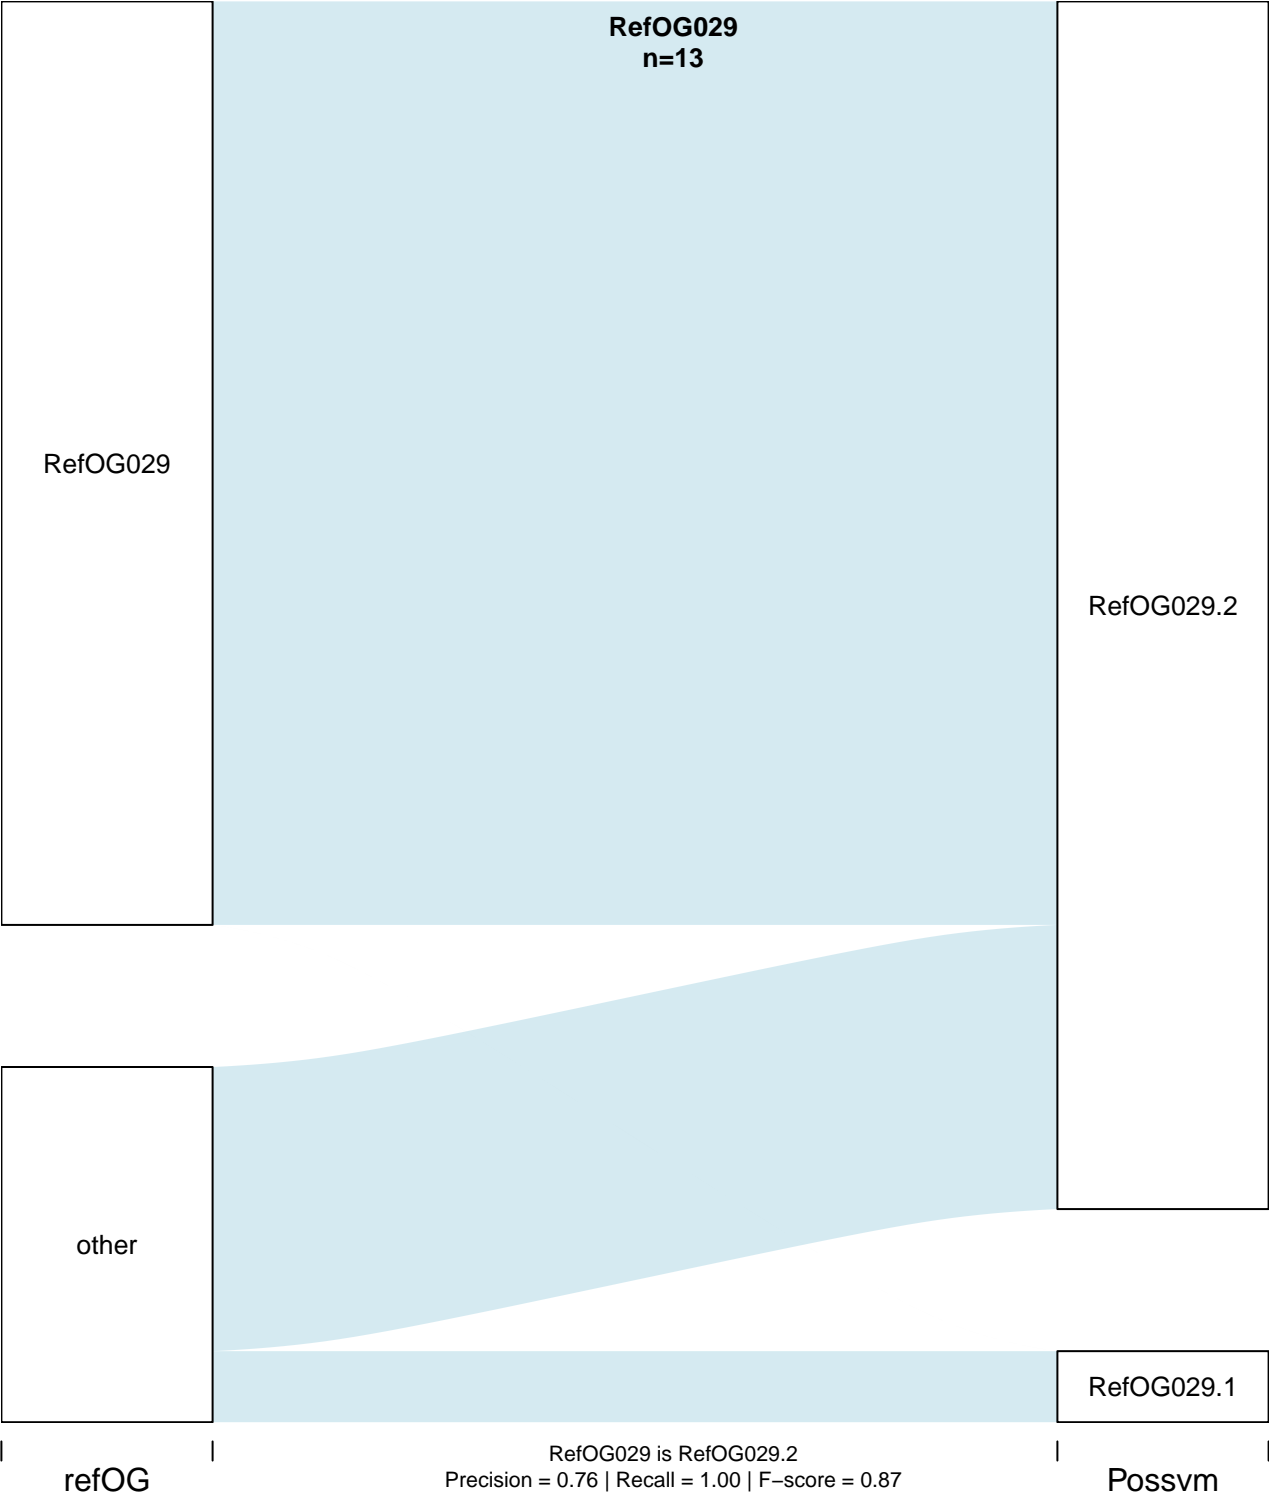 RefOG029
n=13
RefOG029
RefOG029.2
other
RefOG029.1
RefOG029 is RefOG029.2
refOG
Precision = 0.76 | Recall = 1.00 | F−score = 0.87
Possvm